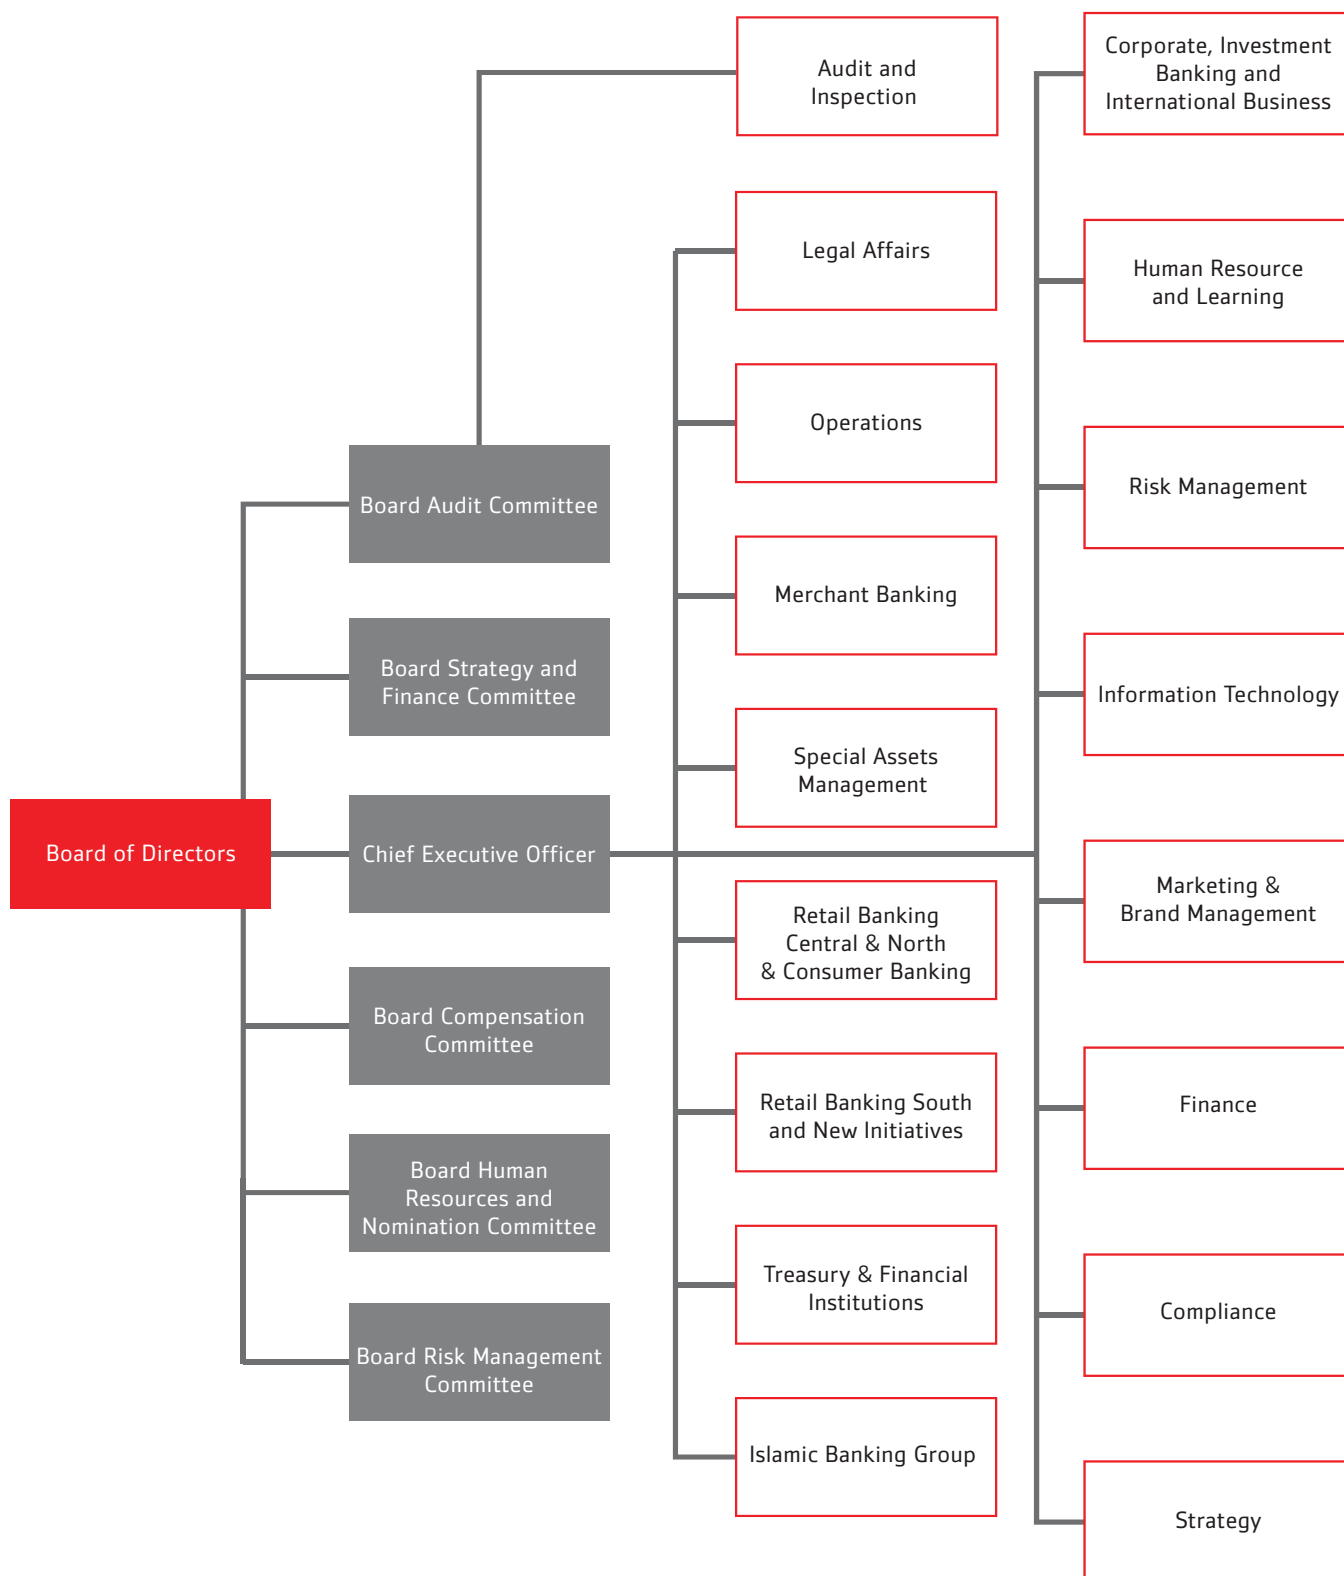 Board of Directors
Board Audit Committee
Board Strategy and
Finance Committee
Chief Executive Officer
Board Compensation
Committee
Board Human
Resources and
Nomination Committee
Board Risk Management
Committee
Audit and
Inspection
Legal Affairs
Operations
Merchant Banking
Special Assets
Management
Retail Banking
Central & North
& Consumer Banking
Retail Banking South
and New Initiatives
Treasury & Financial
Institutions
Islamic Banking Group
Corporate, Investment
Banking and
International Business
Human Resource
and Learning
Risk Management
Information Technology
Marketing &
Brand Management
Finance
Compliance
Strategy